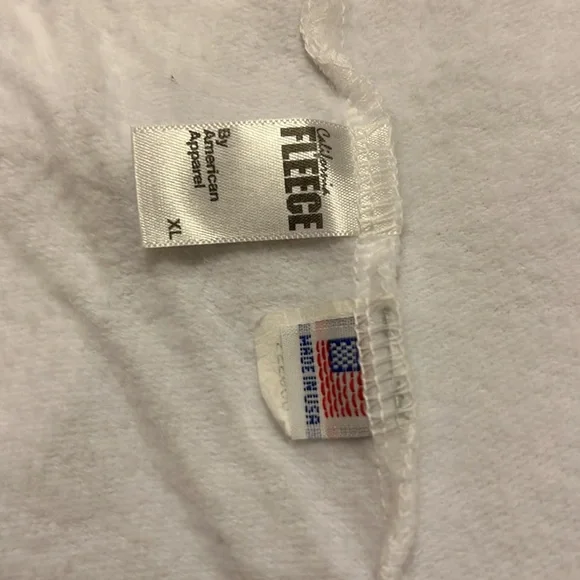 California
FLEECE
By
American
Apparel
XL
MADE IN USA